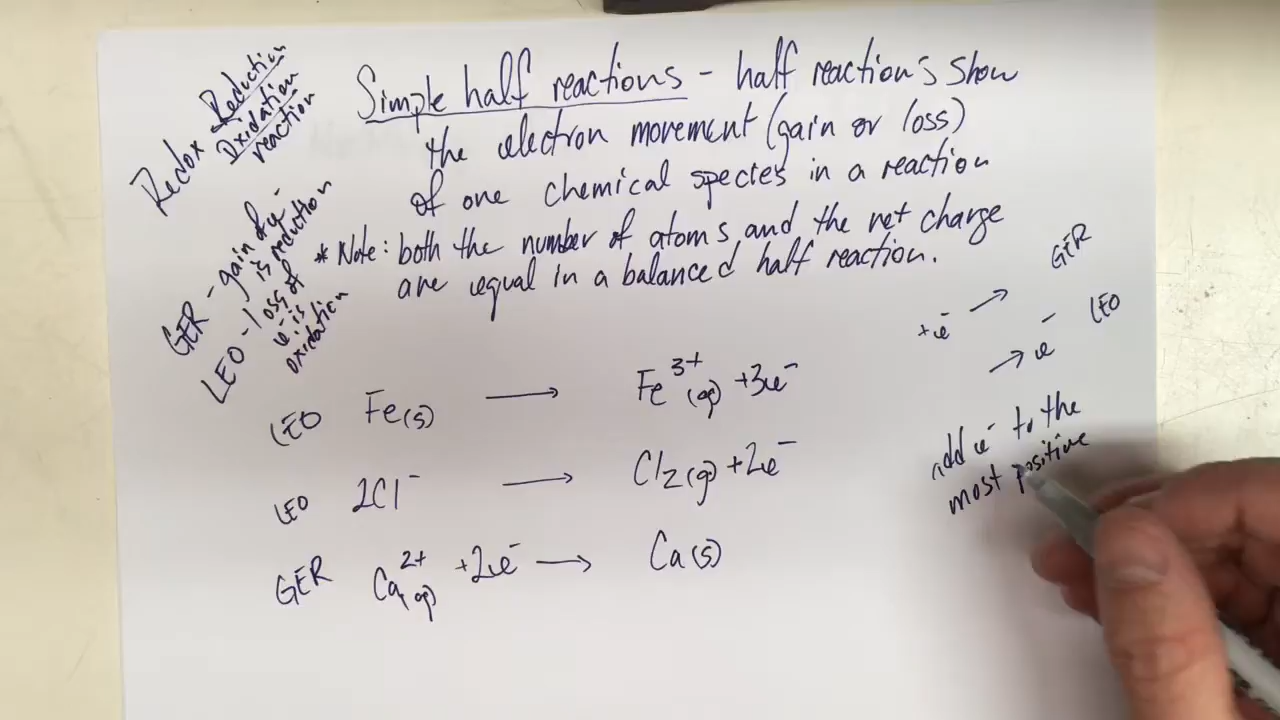 Redox Reduction
Oxidation
reaction
GER - gain of e⁻
is reduction
LEO - loss of
e⁻ is
oxidation
Simple half reactions - half reaction's show
the electron movement (gain or loss)
of one chemical species in a reaction
* Note: both the number of atoms and the net charge
are equal in a balanced half reaction.
LEO Fe(s) → Fe³⁺(aq) + 3e⁻
LEO 2Cl⁻ → Cl₂(g) + 2e⁻
GER Ca²⁺(aq) + 2e⁻ → Ca(s)
+e⁻ → GER
→ e⁻ LEO
add e⁻ to the
most positive